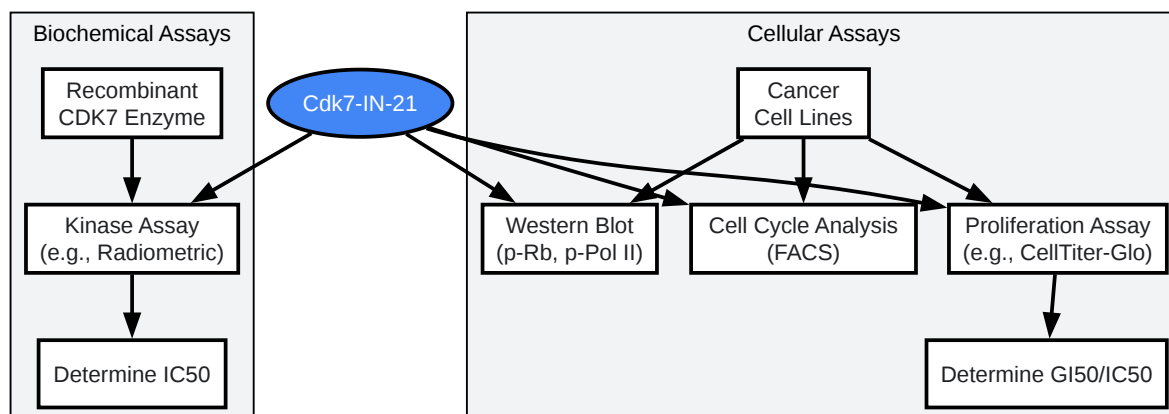 Biochemical Assays
Cellular Assays
Recombinant
CDK7 Enzyme
Cdk7-IN-21
Cancer
Cell Lines
Kinase Assay
(e.g., Radiometric)
Western Blot
(p-Rb, p-Pol II)
Cell Cycle Analysis
(FACS)
Proliferation Assay
(e.g., CellTiter-Glo)
Determine IC50
Determine GI50/IC50